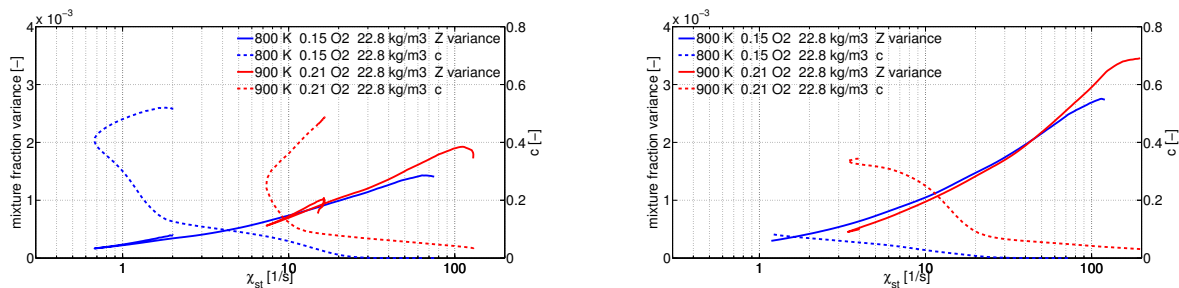 4 x 10⁻³
0.8
800 K 0.15 O2 22.8 kg/m3 Z variance
800 K 0.15 O2 22.8 kg/m3 c
900 K 0.21 O2 22.8 kg/m3 Z variance
900 K 0.21 O2 22.8 kg/m3 c
3
0.6
2
0.4
1
0.2
0
0
mixture fraction variance [-]
c [-]
1
10
100
χst [1/s]
4 x 10⁻³
0.8
800 K 0.15 O2 22.8 kg/m3 Z variance
800 K 0.15 O2 22.8 kg/m3 c
900 K 0.21 O2 22.8 kg/m3 Z variance
900 K 0.21 O2 22.8 kg/m3 c
3
0.6
2
0.4
1
0.2
0
0
mixture fraction variance [-]
c [-]
1
10
100
χst [1/s]